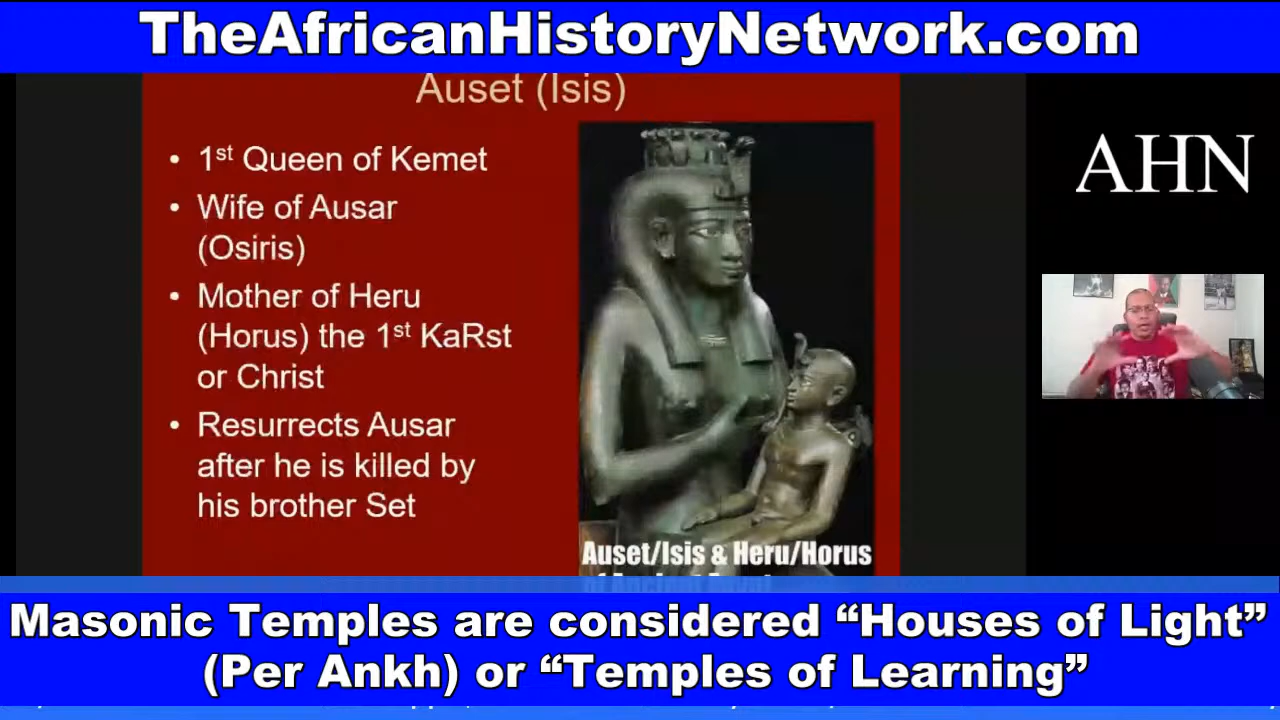 TheAfricanHistoryNetwork.com
Auset (Isis)
• 1st Queen of Kemet
• Wife of Ausar
(Osiris)
• Mother of Heru
(Horus) the 1st KaRst
or Christ
• Resurrects Ausar
after he is killed by
his brother Set
Auset/Isis & Heru/Horus
AHN
Masonic Temples are considered “Houses of Light”
(Per Ankh) or “Temples of Learning”